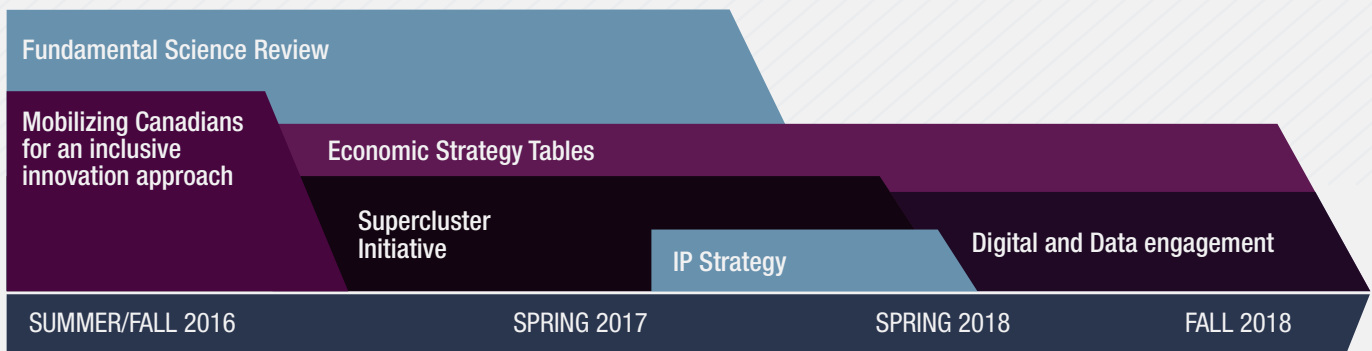 Fundamental Science Review
Mobilizing Canadians
for an inclusive
innovation approach
Economic Strategy Tables
Supercluster
Initiative
IP Strategy
Digital and Data engagement
SUMMER/FALL 2016
SPRING 2017
SPRING 2018
FALL 2018